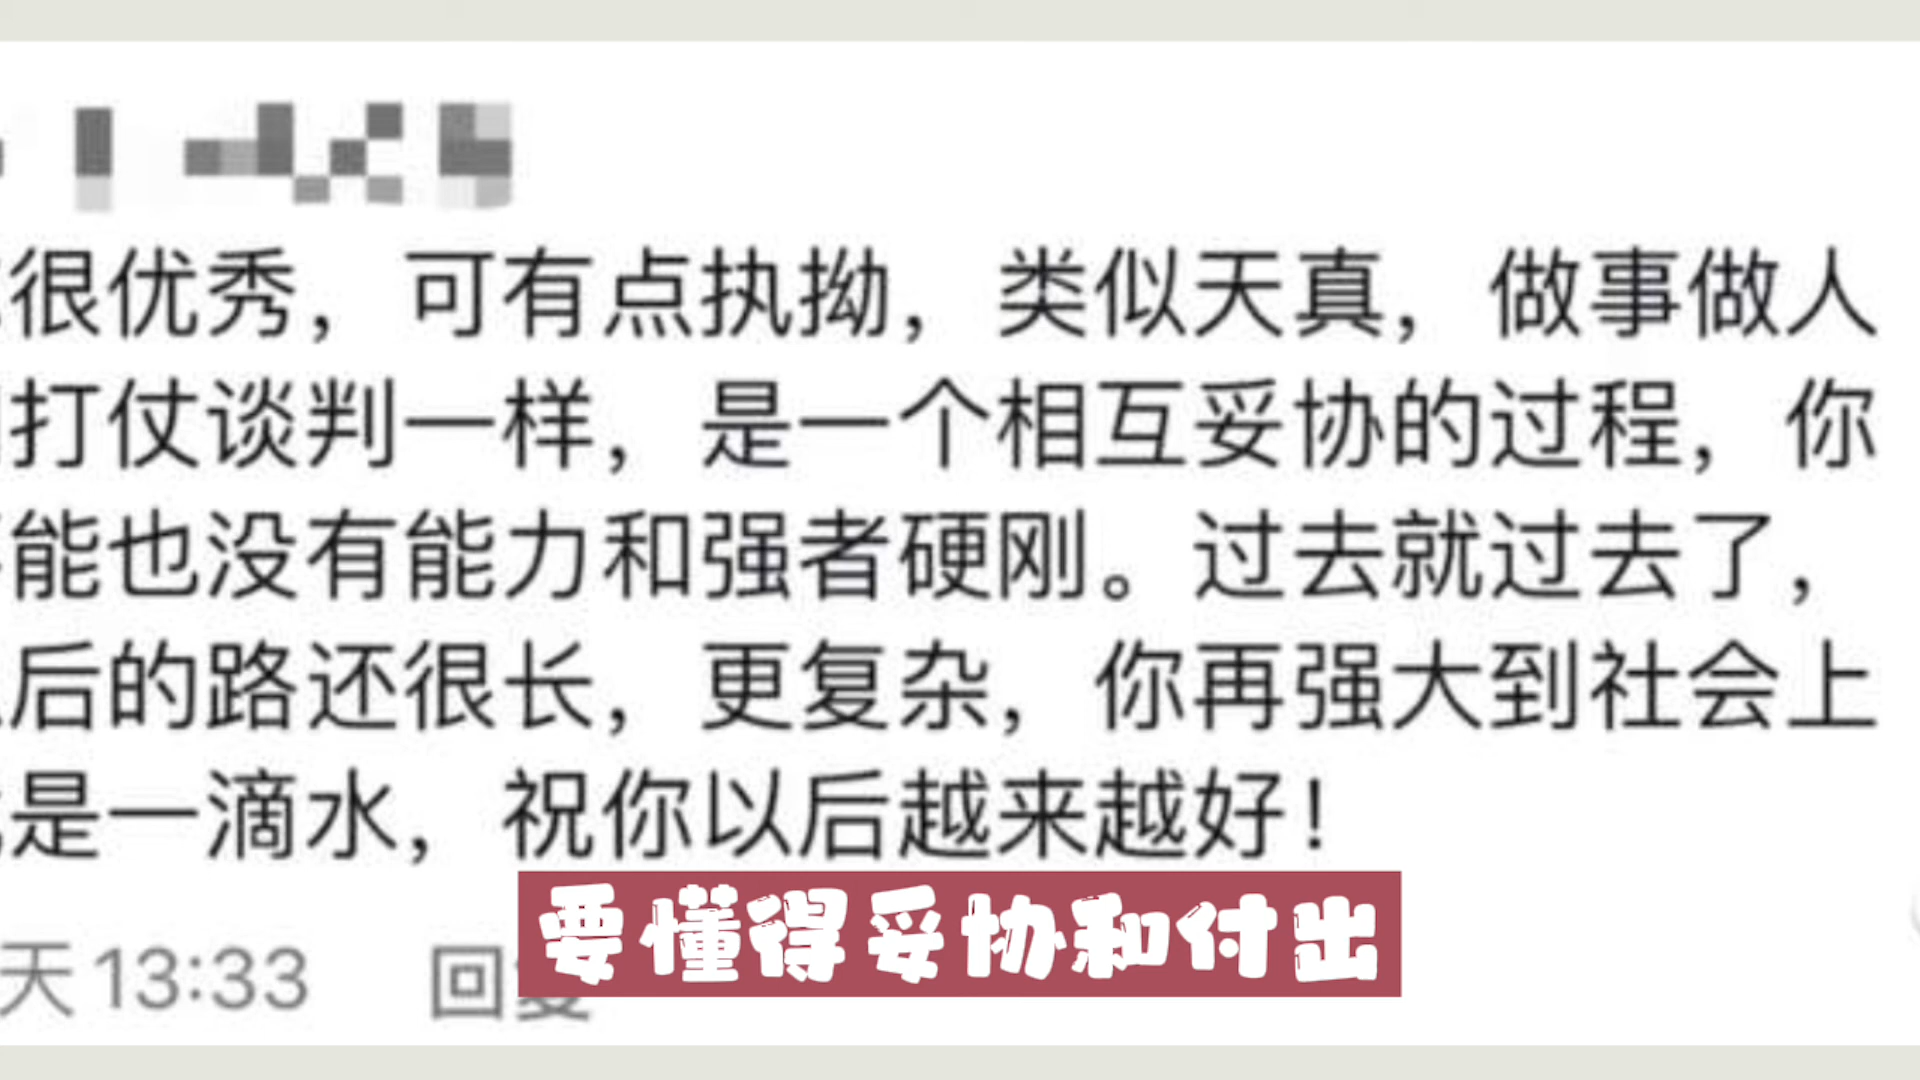 很优秀，可有点执拗，类似天真，做事做人
打仗谈判一样，是一个相互妥协的过程，你
能也没有能力和强者硬刚。过去就过去了，
后的路还很长，更复杂，你再强大到社会上
是一滴水，祝你以后越来越好！
天13:33 回复
要懂得妥协和付出